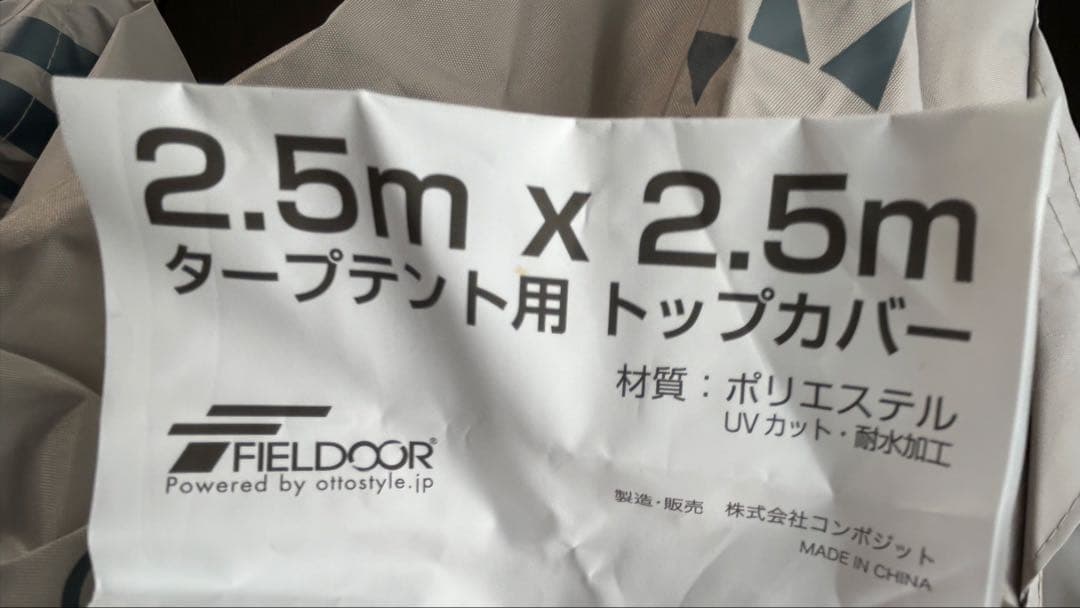 2.5m x 2.5m
タープテント用 トップカバー
材質：ポリエステル
UVカット・耐水加工
FIELDOOR®
Powered by ottostyle.jp
製造・販売 株式会社コンポジット
MADE IN CHINA